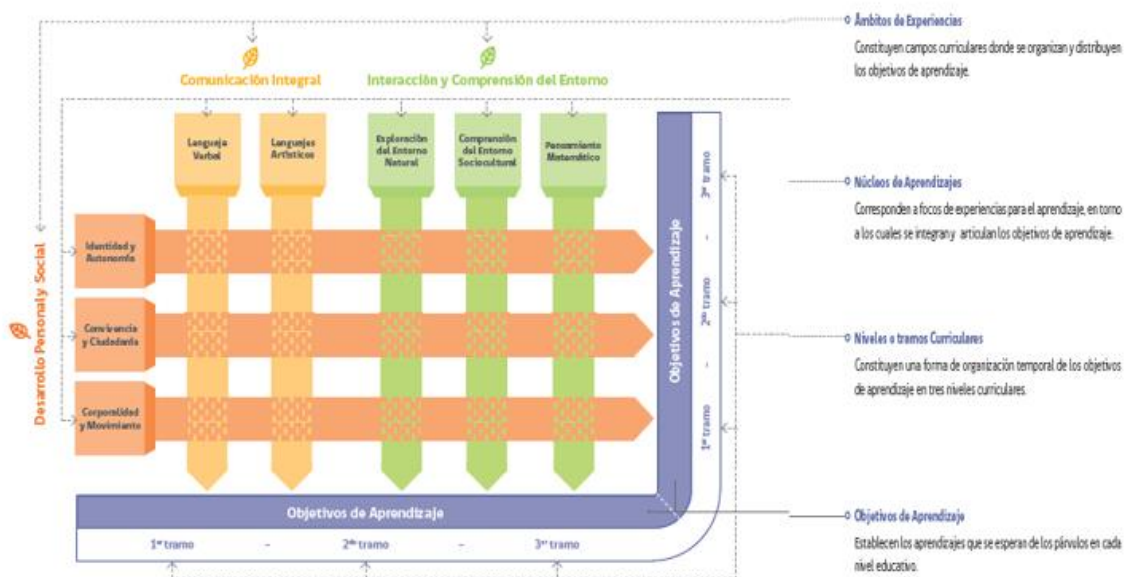 Ámbitos de Experiencias
Constituyen campos curriculares donde se organizan y distribuyen
los objetivos de aprendizaje.
Comunicación Integral
Interacción y Comprensión del Entorno
Lenguaje
Verbal
Lenguajes
Artísticos
Exploración
del Entorno
Natural
Comprensión
del Entorno
Sociocultural
Pensamiento
Matemático
Núcleos de Aprendizajes
Corresponden a focos de experiencias para el aprendizaje, en torno
a los cuales se integran y articulan los objetivos de aprendizaje.
Desarrollo Personal y Social
Identidad y
Autonomía
Convivencia
y Ciudadanía
Corporalidad
y Movimiento
Objetivos de Aprendizaje
1er tramo – 2do tramo – 3er tramo
Niveles o tramos Curriculares
Constituyen una forma de organización temporal de los objetivos
de aprendizaje en tres niveles curriculares.
Objetivos de Aprendizaje
1er tramo – 2do tramo – 3er tramo
Objetivos de Aprendizaje
Establecen los aprendizajes que se esperan de los párvulos en cada
nivel educativo.